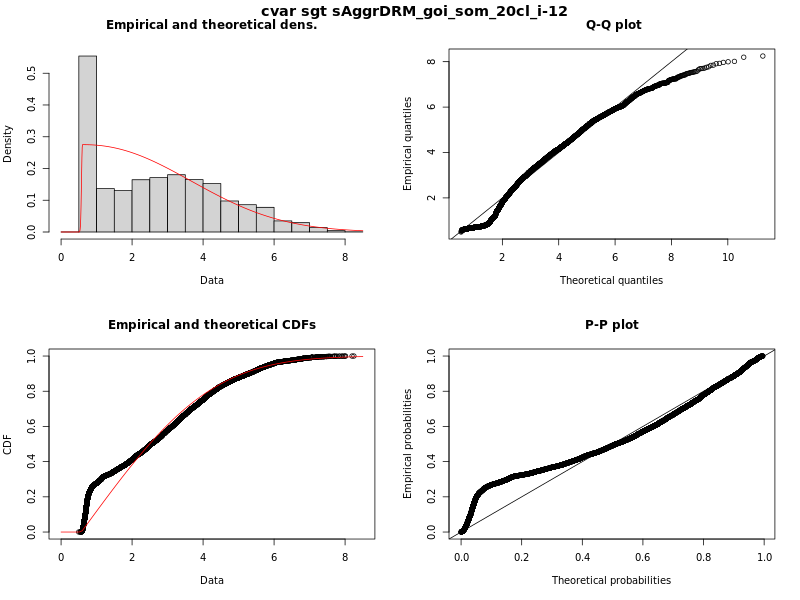 cvar sgt sAggrDRM_goi_som_20cl_i-12
Empirical and theoretical dens.
Density
0.0 0.1 0.2 0.3 0.4 0.5
0 2 4 6 8
Data
Q-Q plot
Empirical quantiles
2 4 6 8
2 4 6 8 10
Theoretical quantiles
Empirical and theoretical CDFs
CDF
0.0 0.2 0.4 0.6 0.8 1.0
0 2 4 6 8
Data
P-P plot
Empirical probabilities
0.0 0.2 0.4 0.6 0.8 1.0
0.0 0.2 0.4 0.6 0.8 1.0
Theoretical probabilities